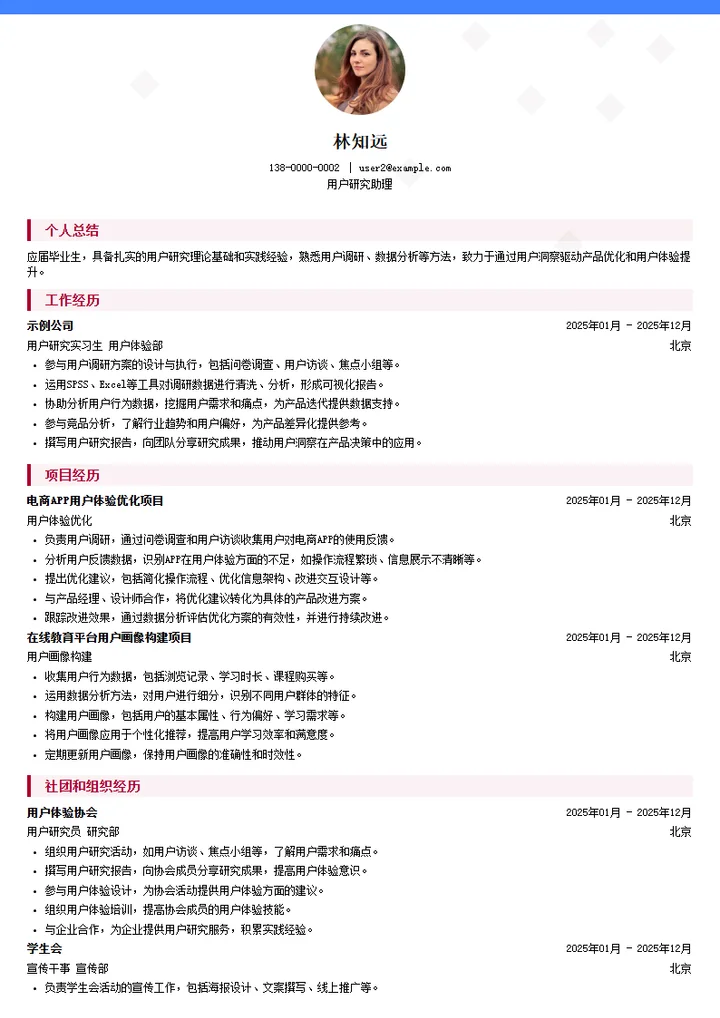 林知远
138-0000-0002 | user2@example.com
用户研究助理
个人总结
应届毕业生，具备扎实的用户研究理论基础和实践经验，熟悉用户调研、数据分析等方法，致力于通过用户洞察驱动产品优化和用户体验提
升。
工作经历
示例公司 2025年01月 - 2025年12月
用户研究实习生 用户体验部 北京
• 参与用户调研方案的设计与执行，包括问卷调查、用户访谈、焦点小组等。
• 运用SPSS、Excel等工具对调研数据进行清洗、分析，形成可视化报告。
• 协助分析用户行为数据，挖掘用户需求和痛点，为产品迭代提供数据支持。
• 参与竞品分析，了解行业趋势和用户偏好，为产品差异化提供参考。
• 撰写用户研究报告，向团队分享研究成果，推动用户洞察在产品决策中的应用。
项目经历
电商APP用户体验优化项目 2025年01月 - 2025年12月
用户体验优化 北京
• 负责用户调研，通过问卷调查和用户访谈收集用户对电商APP的使用反馈。
• 分析用户反馈数据，识别APP在用户体验方面的不足，如操作流程繁琐、信息展示不清晰等。
• 提出优化建议，包括简化操作流程、优化信息架构、改进交互设计等。
• 与产品经理、设计师合作，将优化建议转化为具体的产品改进方案。
• 跟踪改进效果，通过数据分析评估优化方案的有效性，并进行持续改进。
在线教育平台用户画像构建项目 2025年01月 - 2025年12月
用户画像构建 北京
• 收集用户行为数据，包括浏览记录、学习时长、课程购买等。
• 运用数据分析方法，对用户进行细分，识别不同用户群体的特征。
• 构建用户画像，包括用户的基本属性、行为偏好、学习需求等。
• 将用户画像应用于个性化推荐，提高用户学习效率和满意度。
• 定期更新用户画像，保持用户画像的准确性和时效性。
社团和组织经历
用户体验协会 2025年01月 - 2025年12月
用户研究员 研究部 北京
• 组织用户研究活动，如用户访谈、焦点小组等，了解用户需求和痛点。
• 撰写用户研究报告，向协会成员分享研究成果，提高用户体验意识。
• 参与用户体验设计，为协会活动提供用户体验方面的建议。
• 组织用户体验培训，提高协会成员的用户体验技能。
• 与企业合作，为企业提供用户研究服务，积累实践经验。
学生会 2025年01月 - 2025年12月
宣传干事 宣传部 北京
• 负责学生会活动的宣传工作，包括海报设计、文案撰写、线上推广等。